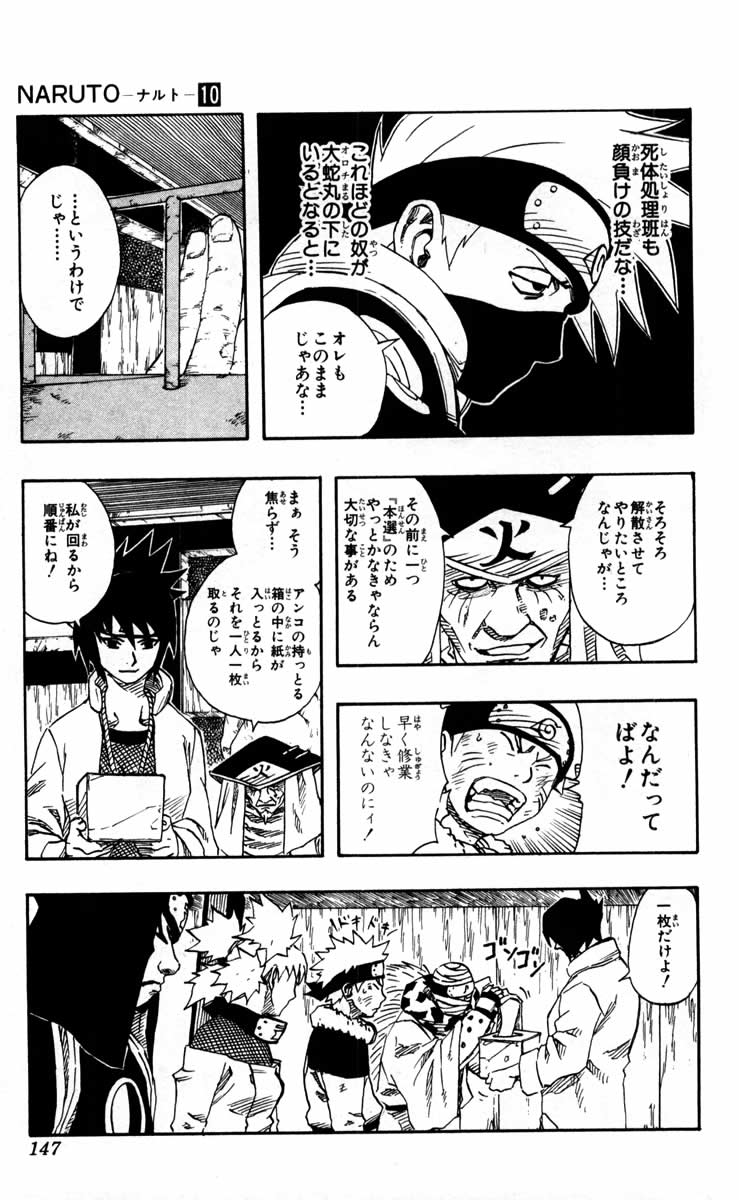 NARUTO―ナルト―10
死体処理班も
顔負けの技だな…
これほどの奴が
大蛇丸の下に
いるとなると…
オレも
このまま
じゃあな…
…というわけで
じゃ……
そろそろ
解散させて
やりたいところ
なんじゃが…
その前に一つ
『本選』のため
やっとかなきゃならん
大切な事がある
火
なんだって
ばよ！
早く修業
しなきゃ
なんないのにィ！
まぁ そう
焦らず…
アンコの持っとる
箱の中に紙が
入っとるから
それを一人一枚
取るのじゃ
私が回るから
順番にね！
火
一枚だけよ！
ゴソゴソ
ドキドキ
147